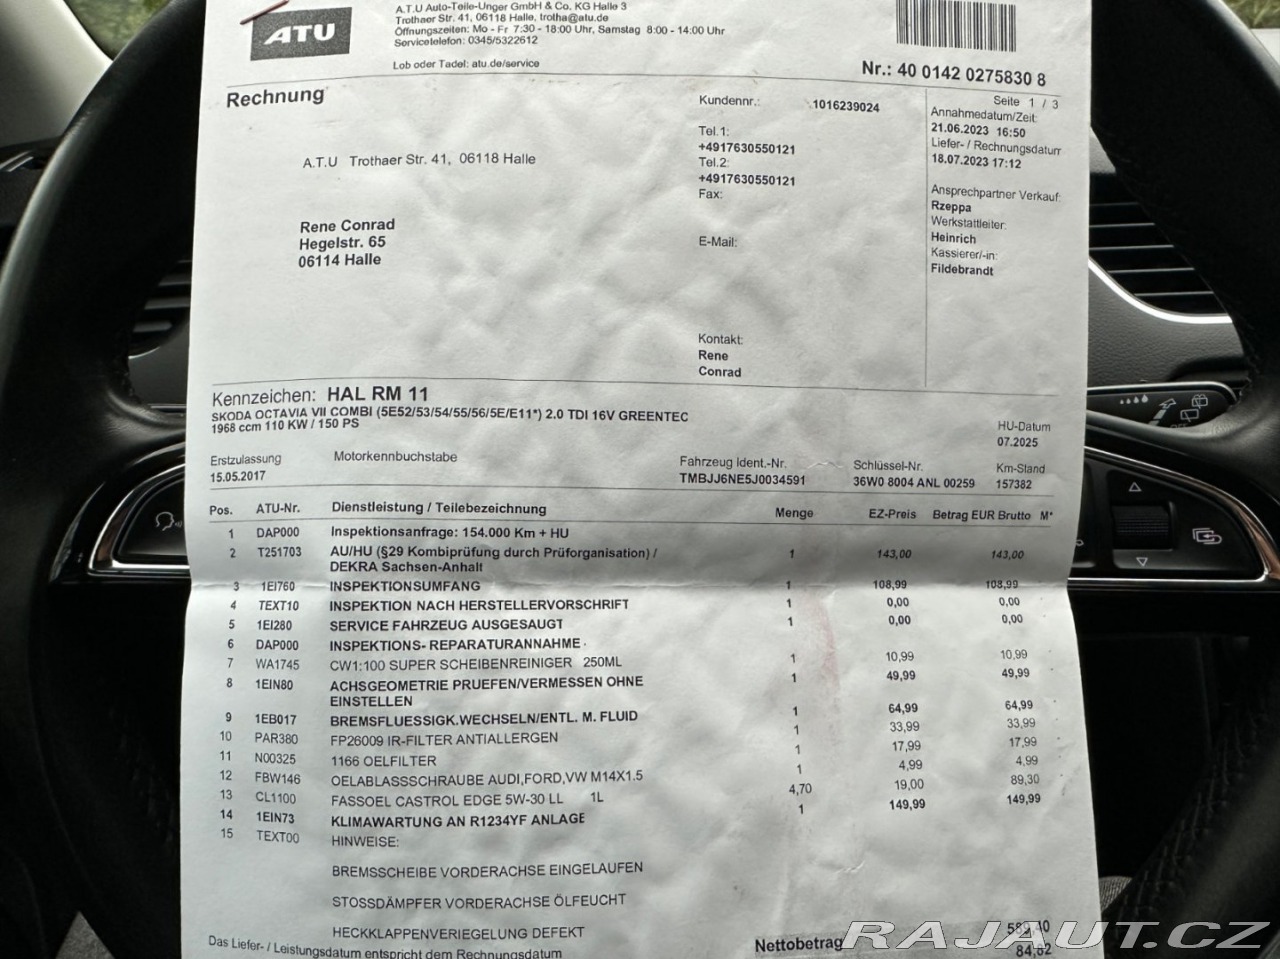 ATU
A.T.U Auto-Teile-Unger GmbH & Co. KG Halle 3
Trothaer Str. 41, 06118 Halle, trotha@atu.de
Öffnungszeiten: Mo - Fr 7:30 - 18:00 Uhr, Samstag 8:00 - 14:00 Uhr
Servicetelefon: 0345/5322612
Lob oder Tadel: atu.de/service
Nr.: 40 0142 0275830 8
Rechnung
Seite 1 / 3
Kundennr.: 1016239024
Annahmedatum/Zeit:
21.06.2023 16:50
Liefer- / Rechnungsdatum
18.07.2023 17:12
Tel.1:
+4917630550121
Tel.2:
+4917630550121
Fax:
A.T.U Trothaer Str. 41, 06118 Halle
Ansprechpartner Verkauf:
Rzeppa
Werkstattleiter:
Heinrich
Kassierer/-in:
Fildebrandt
Rene Conrad
Hegelstr. 65
06114 Halle
E-Mail:
Kontakt:
Rene
Conrad
Kennzeichen: HAL RM 11
SKODA OCTAVIA VII COMBI (5E52/53/54/55/56/5E/E11*) 2.0 TDI 16V GREENTEC
1968 ccm 110 KW / 150 PS
HU-Datum
07.2025
Erstzulassung Motorkennbuchstabe Fahrzeug Ident.-Nr. Schlüssel-Nr. Km-Stand
15.05.2017 TMBJJ6NE5J0034591 36W0 8004 ANL 00259 157382
Pos. ATU-Nr. Dienstleistung / Teilebezeichnung Menge EZ-Preis Betrag EUR Brutto M*
1 DAP000 Inspektionsanfrage: 154.000 Km + HU
2 T251703 AU/HU (§29 Kombiprüfung durch Prüforganisation) / 1 143,00 143,00
DEKRA Sachsen-Anhalt
3 1EI760 INSPEKTIONSUMFANG 1 108,99 108,99
4 TEXT10 INSPEKTION NACH HERSTELLERVORSCHRIFT 1 0,00 0,00
5 1EI280 SERVICE FAHRZEUG AUSGESAUGT 1 0,00 0,00
6 DAP000 INSPEKTIONS- REPARATURANNAHME
7 WA1745 CW1:100 SUPER SCHEIBENREINIGER 250ML 1 10,99 10,99
8 1EIN80 ACHSGEOMETRIE PRUEFEN/VERMESSEN OHNE 1 49,99 49,99
EINSTELLEN
9 1EB017 BREMSFLUESSIGK.WECHSELN/ENTL. M. FLUID 1 64,99 64,99
10 PAR380 FP26009 IR-FILTER ANTIALLERGEN 1 33,99 33,99
11 N00325 1166 OELFILTER 1 17,99 17,99
12 FBW146 OELABLASSSCHRAUBE AUDI,FORD,VW M14X1.5 1 4,99 4,99
13 CL1100 FASSOEL CASTROL EDGE 5W-30 LL 1L 4,70 19,00 89,30
14 1EIN73 KLIMAWARTUNG AN R1234YF ANLAGE 1 149,99 149,99
15 TEXT00 HINWEISE:
BREMSSCHEIBE VORDERACHSE EINGELAUFEN
STOSSDÄMPFER VORDERACHSE ÖLFEUCHT
HECKKLAPPENVERIEGELUNG DEFEKT
Das Liefer- / Leistungsdatum entspricht dem Rechnungsdatum
Nettobetrag
84,82
RAJAUT.CZ
OFF